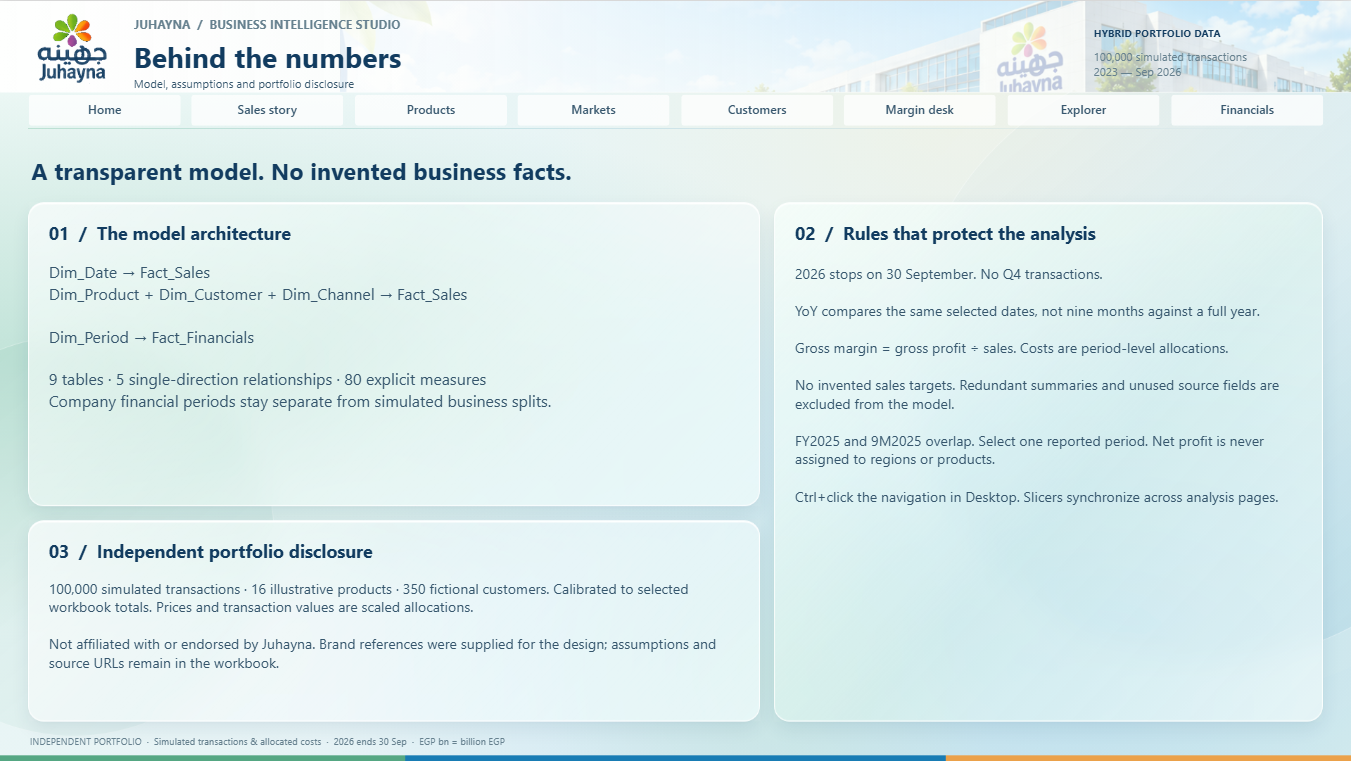 جهينه
Juhayna
JUHAYNA / BUSINESS INTELLIGENCE STUDIO
Behind the numbers
Model, assumptions and portfolio disclosure
جهينه
Juhayna
HYBRID PORTFOLIO DATA
100,000 simulated transactions
2023 — Sep 2026
Home
Sales story
Products
Markets
Customers
Margin desk
Explorer
Financials
A transparent model. No invented business facts.
01 / The model architecture
Dim_Date → Fact_Sales
Dim_Product + Dim_Customer + Dim_Channel → Fact_Sales
Dim_Period → Fact_Financials
9 tables · 5 single-direction relationships · 80 explicit measures
Company financial periods stay separate from simulated business splits.
02 / Rules that protect the analysis
2026 stops on 30 September. No Q4 transactions.
YoY compares the same selected dates, not nine months against a full year.
Gross margin = gross profit ÷ sales. Costs are period-level allocations.
No invented sales targets. Redundant summaries and unused source fields are
excluded from the model.
FY2025 and 9M2025 overlap. Select one reported period. Net profit is never
assigned to regions or products.
Ctrl+click the navigation in Desktop. Slicers synchronize across analysis pages.
03 / Independent portfolio disclosure
100,000 simulated transactions · 16 illustrative products · 350 fictional customers. Calibrated to selected
workbook totals. Prices and transaction values are scaled allocations.
Not affiliated with or endorsed by Juhayna. Brand references were supplied for the design; assumptions and
source URLs remain in the workbook.
INDEPENDENT PORTFOLIO · Simulated transactions & allocated costs · 2026 ends 30 Sep · EGP bn = billion EGP